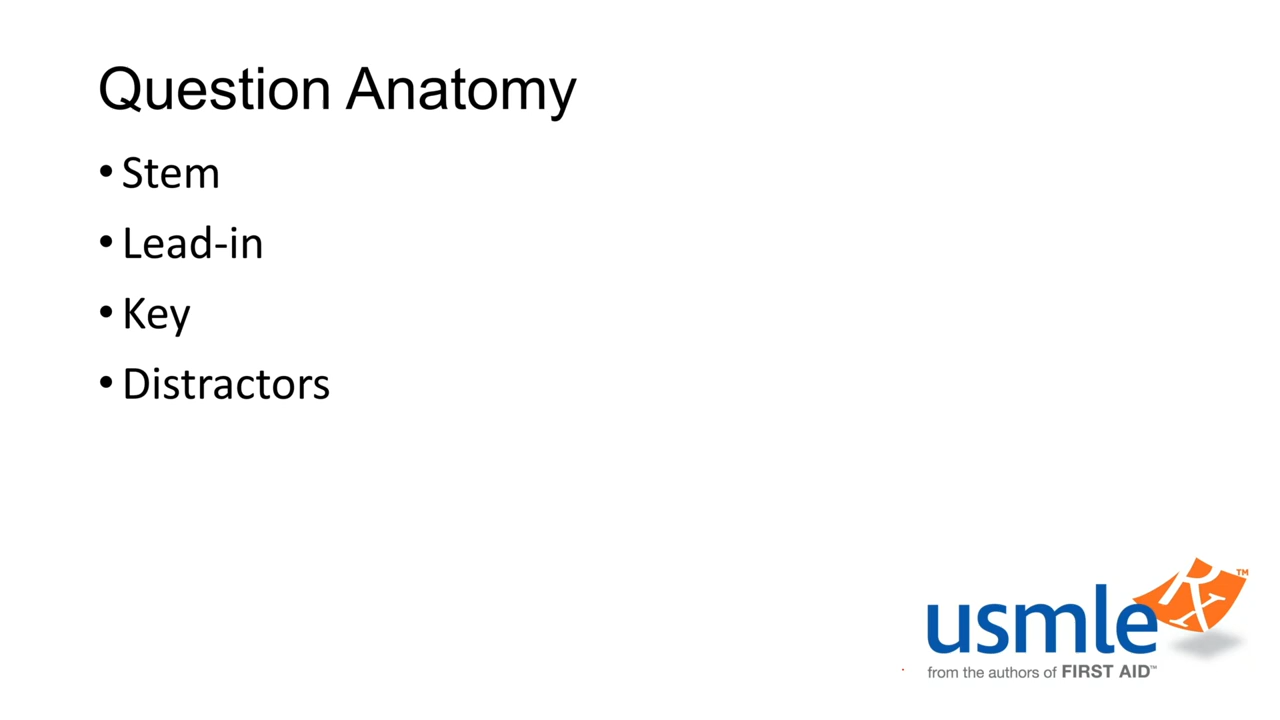 Question Anatomy
• Stem
• Lead-in
• Key
• Distractors
usmle Rx™
from the authors of FIRST AID™